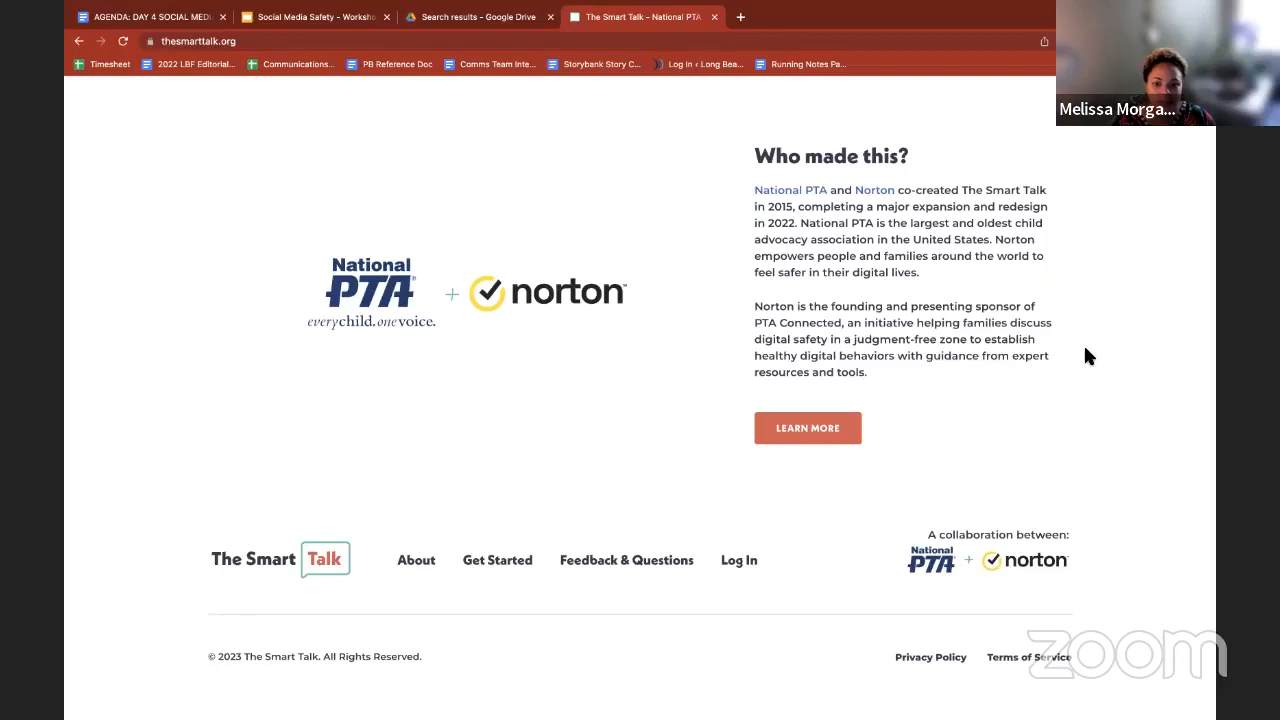 AGENDA: DAY 4 SOCIAL MEDI
Social Media Safety - Worksho
Search results - Google Drive
The Smart Talk - National PTA
thesmarttalk.org
Timesheet
2022 LBF Editorial...
Communications...
PB Reference Doc
Comms Team Inte...
Storybank Story C...
Log In ‹ Long Bea...
Running Notes Pa...
Melissa Morga...
Who made this?
National PTA and Norton co-created The Smart Talk
in 2015, completing a major expansion and redesign
in 2022. National PTA is the largest and oldest child
advocacy association in the United States. Norton
empowers people and families around the world to
feel safer in their digital lives.
Norton is the founding and presenting sponsor of
PTA Connected, an initiative helping families discuss
digital safety in a judgment-free zone to establish
healthy digital behaviors with guidance from expert
resources and tools.
LEARN MORE
National
PTA®
everychild.onevoice.
+
norton™
The Smart Talk
About
Get Started
Feedback & Questions
Log In
A collaboration between:
National
PTA
+
norton
© 2023 The Smart Talk. All Rights Reserved.
Privacy Policy
Terms of Service
zoom